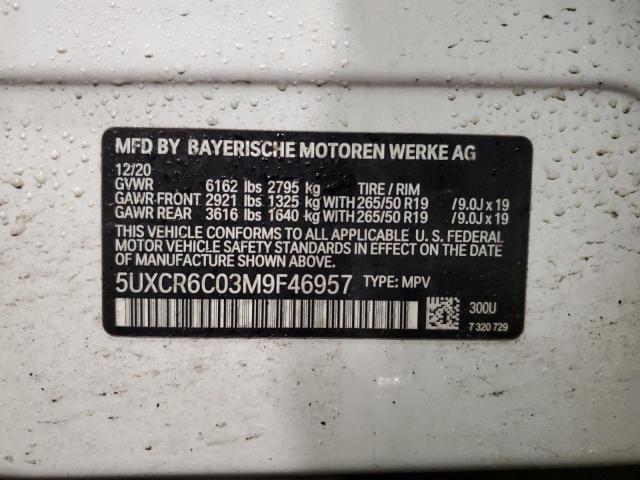 MFD BY BAYERISCHE MOTOREN WERKE AG
12/20
GVWR 6162 lbs 2795 kg TIRE / RIM
GAWR FRONT 2921 lbs 1325 kg WITH 265/50 R19 /9.0J x 19
GAWR REAR 3616 lbs 1640 kg WITH 265/50 R19 /9.0J x 19
THIS VEHICLE CONFORMS TO ALL APPLICABLE U. S. FEDERAL
MOTOR VEHICLE SAFETY STANDARDS IN EFFECT ON THE DATE
OF MANUFACTURE SHOWN ABOVE.
5UXCR6C03M9F46957 TYPE: MPV
300U
7 320 729